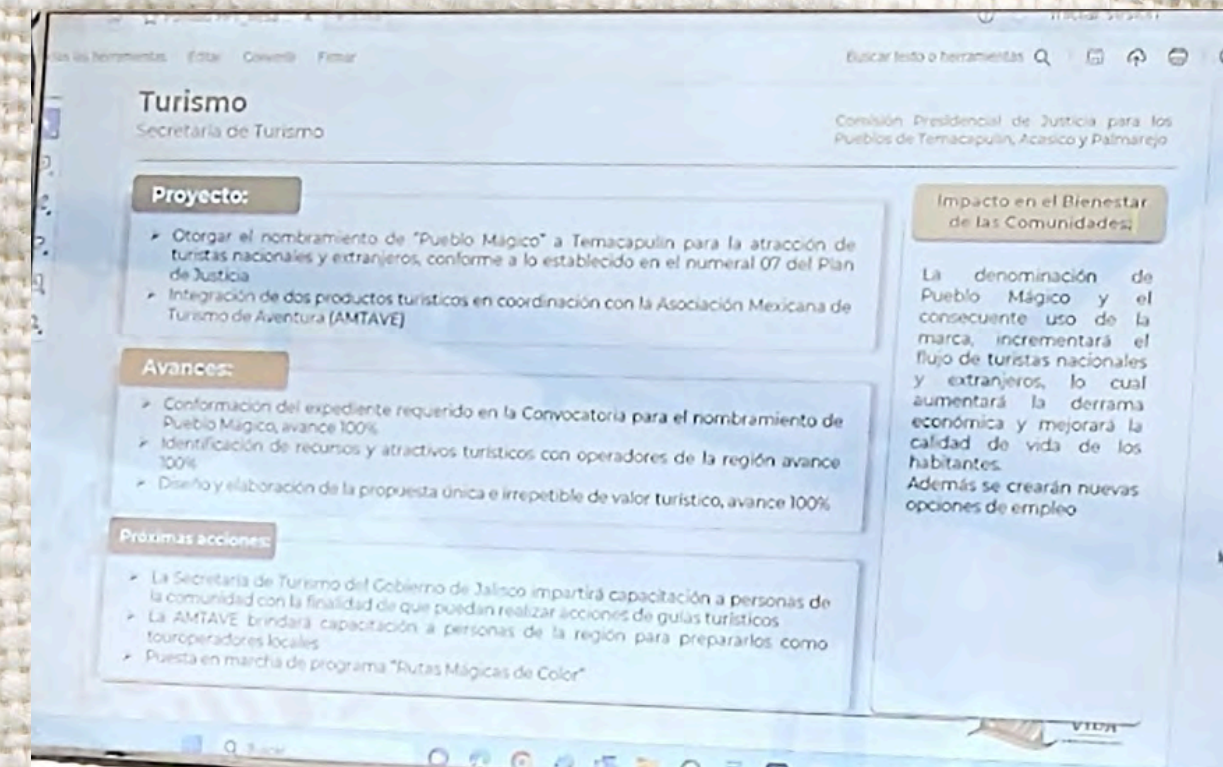 Iniciar sesión
las herramientas Editar Convertir Firmar
Buscar texto o herramientas
Turismo
Secretaría de Turismo
Comisión Presidencial de Justicia para los
Pueblos de Temacapulín, Acasico y Palmarejo
Proyecto:
➢ Otorgar el nombramiento de "Pueblo Mágico" a Temacapulín para la atracción de
turistas nacionales y extranjeros, conforme a lo establecido en el numeral 07 del Plan
de Justicia
➢ Integración de dos productos turísticos en coordinación con la Asociación Mexicana de
Turismo de Aventura (AMTAVE)
Avances:
➢ Conformación del expediente requerido en la Convocatoria para el nombramiento de
Pueblo Mágico, avance 100%
➢ Identificación de recursos y atractivos turísticos con operadores de la región avance
100%
➢ Diseño y elaboración de la propuesta única e irrepetible de valor turístico, avance 100%
Próximas acciones:
➢ La Secretaría de Turismo del Gobierno de Jalisco impartirá capacitación a personas de
la comunidad con la finalidad de que puedan realizar acciones de guías turísticos
➢ La AMTAVE brindará capacitación a personas de la región para prepararlos como
touroperadores locales
➢ Puesta en marcha de programa "Rutas Mágicas de Color"
Impacto en el Bienestar
de las Comunidades:
La denominación de
Pueblo Mágico y el
consecuente uso de la
marca, incrementará el
flujo de turistas nacionales
y extranjeros, lo cual
aumentará la derrama
económica y mejorará la
calidad de vida de los
habitantes.
Además se crearán nuevas
opciones de empleo
VIDA
Buscar